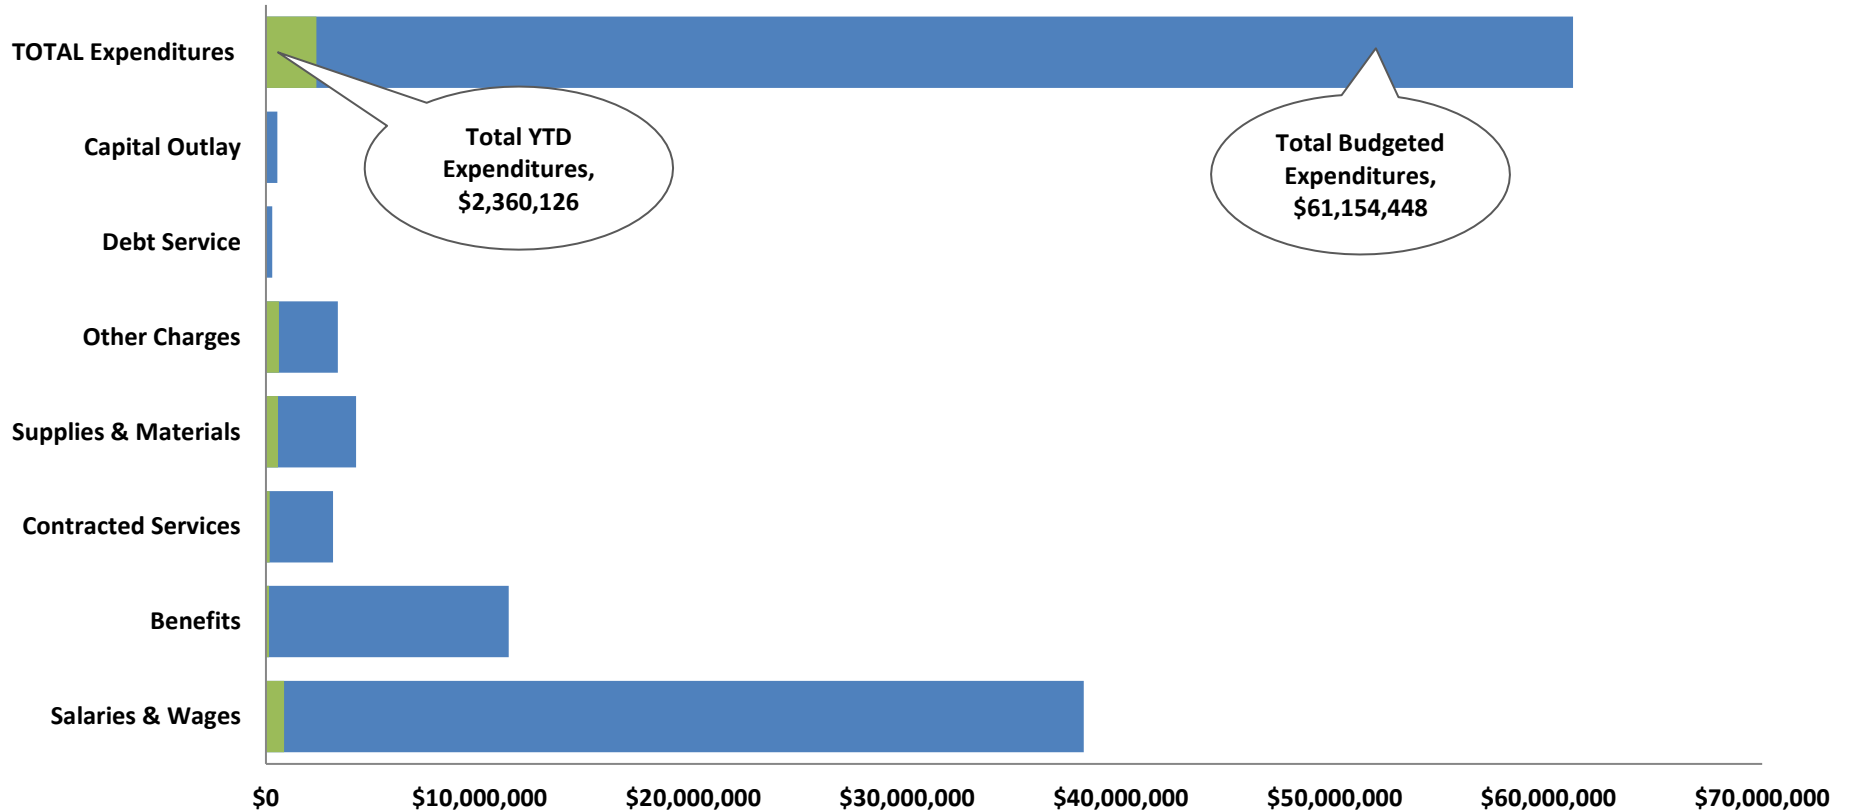 TOTAL Expenditures
Total YTD
Expenditures,
$2,360,126
Total Budgeted
Expenditures,
$61,154,448
Capital Outlay
Debt Service
Other Charges
Supplies & Materials
Contracted Services
Benefits
Salaries & Wages
$0 $10,000,000 $20,000,000 $30,000,000 $40,000,000 $50,000,000 $60,000,000 $70,000,000